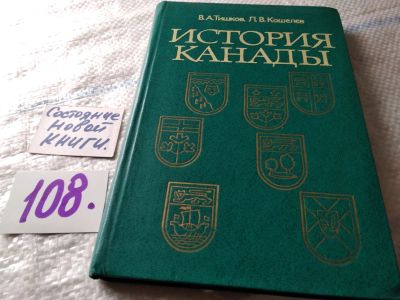 В.А.Тишков Л.В.Кошелев
ИСТОРИЯ
КАНАДЫ
Состояние
новой
книги.
108.